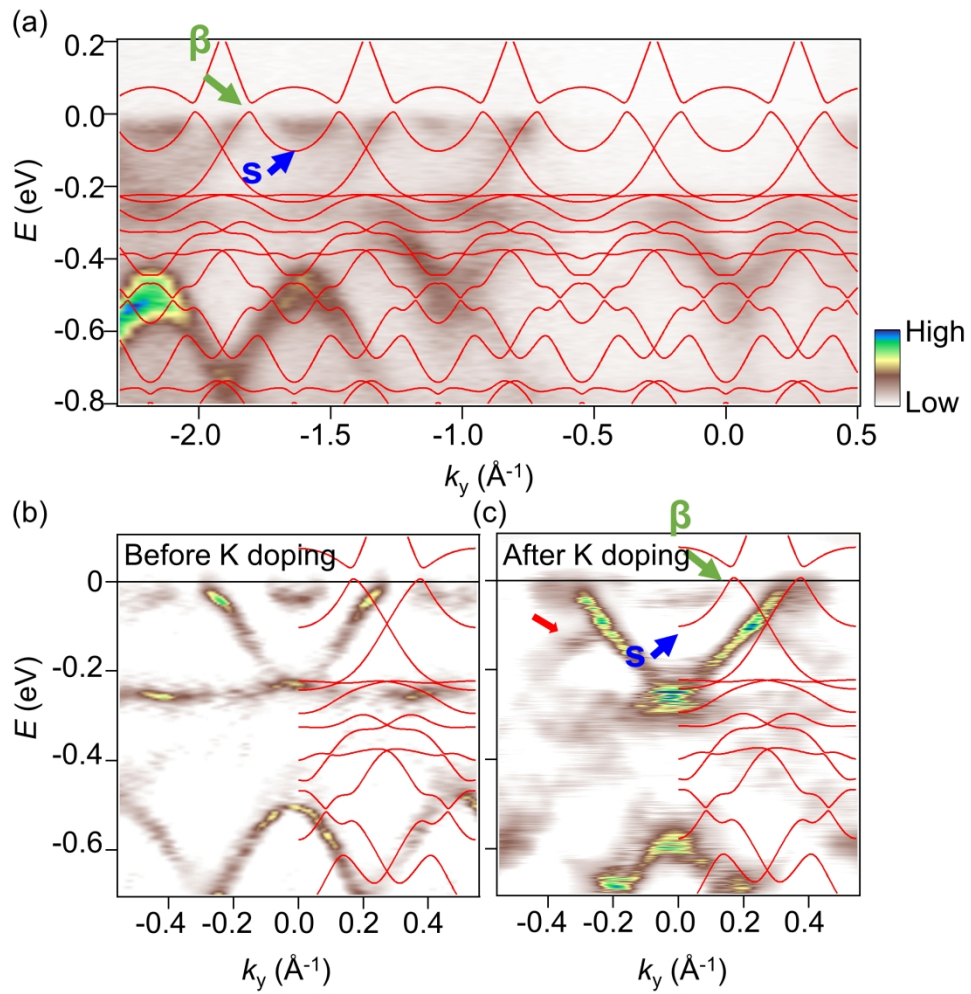 (a)
β
S
0.2
0.0
-0.2
-0.4
-0.6
-0.8
E (eV)
-2.0 -1.5 -1.0 -0.5 0.0 0.5
ky (Å-1)
High
Low
(b)
Before K doping
0
-0.2
-0.4
-0.6
E (eV)
-0.4 -0.2 0.0 0.2 0.4
ky (Å-1)
(c)
β
After K doping
S
-0.4 -0.2 0.0 0.2 0.4
ky (Å-1)